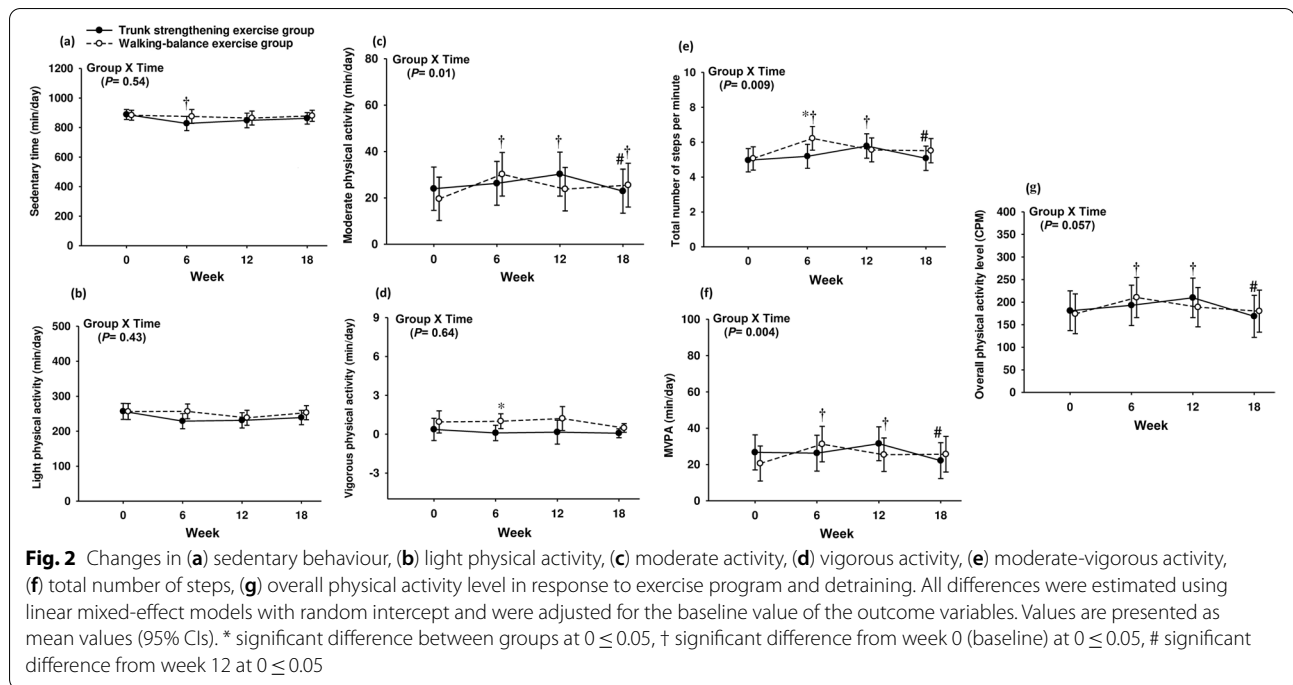 Trunk strengthening exercise group
Walking-balance exercise group
(a)
Group X Time
(P= 0.54)
Sedentary time (min/day)
1200
1000
800
600
400
200
0
†
0 6 12 18
Week
(b)
Group X Time
(P= 0.43)
Light physical activity (min/day)
500
400
300
200
100
0
0 6 12 18
Week
(c)
Group X Time
(P= 0.01)
Moderate physical activity (min/day)
80
60
40
20
0
† † # †
0 6 12 18
Week
(d)
Group X Time
(P= 0.64)
Vigorous physical activity (min/day)
9
6
3
0
-3
*
0 6 12 18
Week
(e)
Group X Time
(P= 0.009)
Total number of steps per minute
10
8
6
4
2
0
*† † #
0 6 12 18
Week
(f)
Group X Time
(P= 0.004)
MVPA (min/day)
100
80
60
40
20
0
† † #
0 6 12 18
Week
(g)
Group X Time
(P= 0.057)
Overall physical activity level (CPM)
400
350
300
250
200
150
100
50
0
† † #
0 6 12 18
Week
Fig. 2 Changes in (a) sedentary behaviour, (b) light physical activity, (c) moderate activity, (d) vigorous activity, (e) moderate-vigorous activity,
(f) total number of steps, (g) overall physical activity level in response to exercise program and detraining. All differences were estimated using
linear mixed-effect models with random intercept and were adjusted for the baseline value of the outcome variables. Values are presented as
mean values (95% CIs). * significant difference between groups at 0 ≤ 0.05, † significant difference from week 0 (baseline) at 0 ≤ 0.05, # significant
difference from week 12 at 0 ≤ 0.05